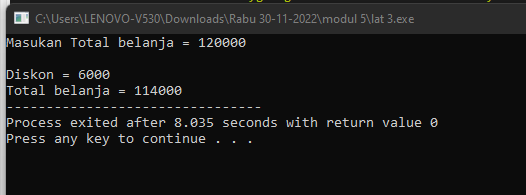 C:\Users\LENOVO-V530\Downloads\Rabu 30-11-2022\modul 5\lat 3.exe
Masukan Total belanja = 120000
Diskon = 6000
Total belanja = 114000
--------------------------------
Process exited after 8.035 seconds with return value 0
Press any key to continue . . .